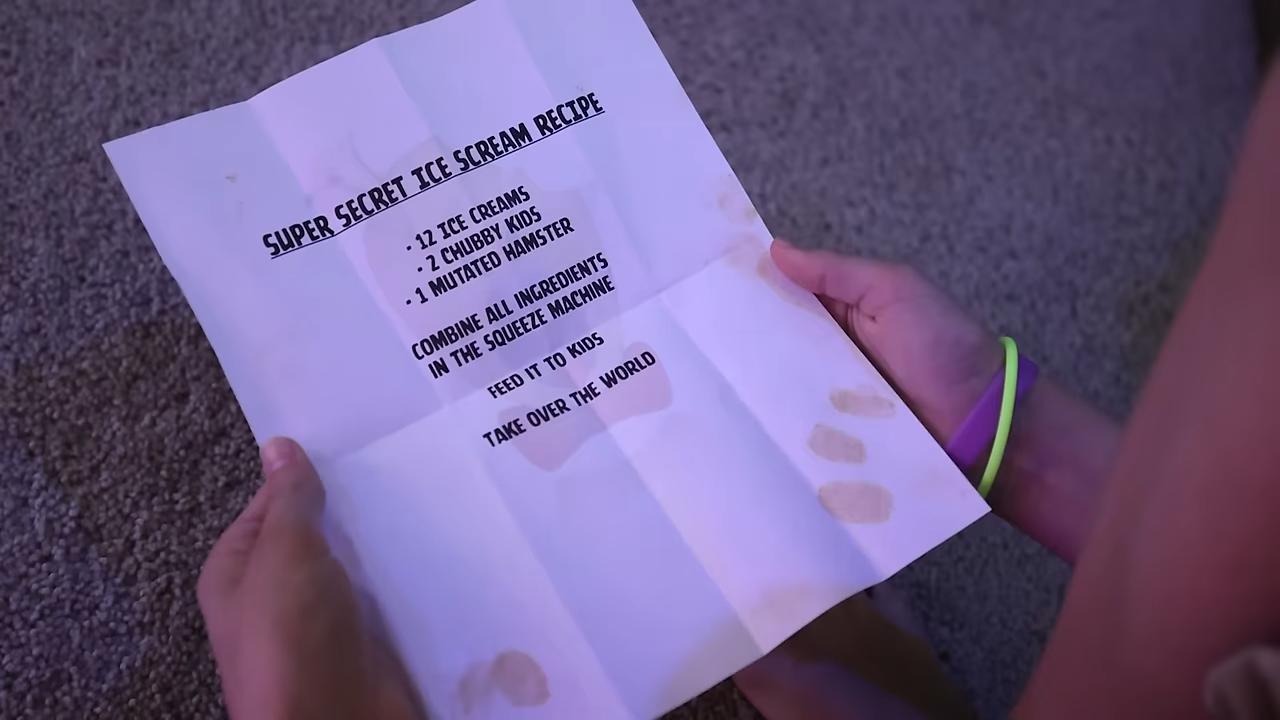 SUPER SECRET ICE SCREAM RECIPE
- 12 ICE CREAMS
- 2 CHUBBY KIDS
- 1 MUTATED HAMSTER
COMBINE ALL INGREDIENTS
IN THE SQUEEZE MACHINE
FEED IT TO KIDS
TAKE OVER THE WORLD